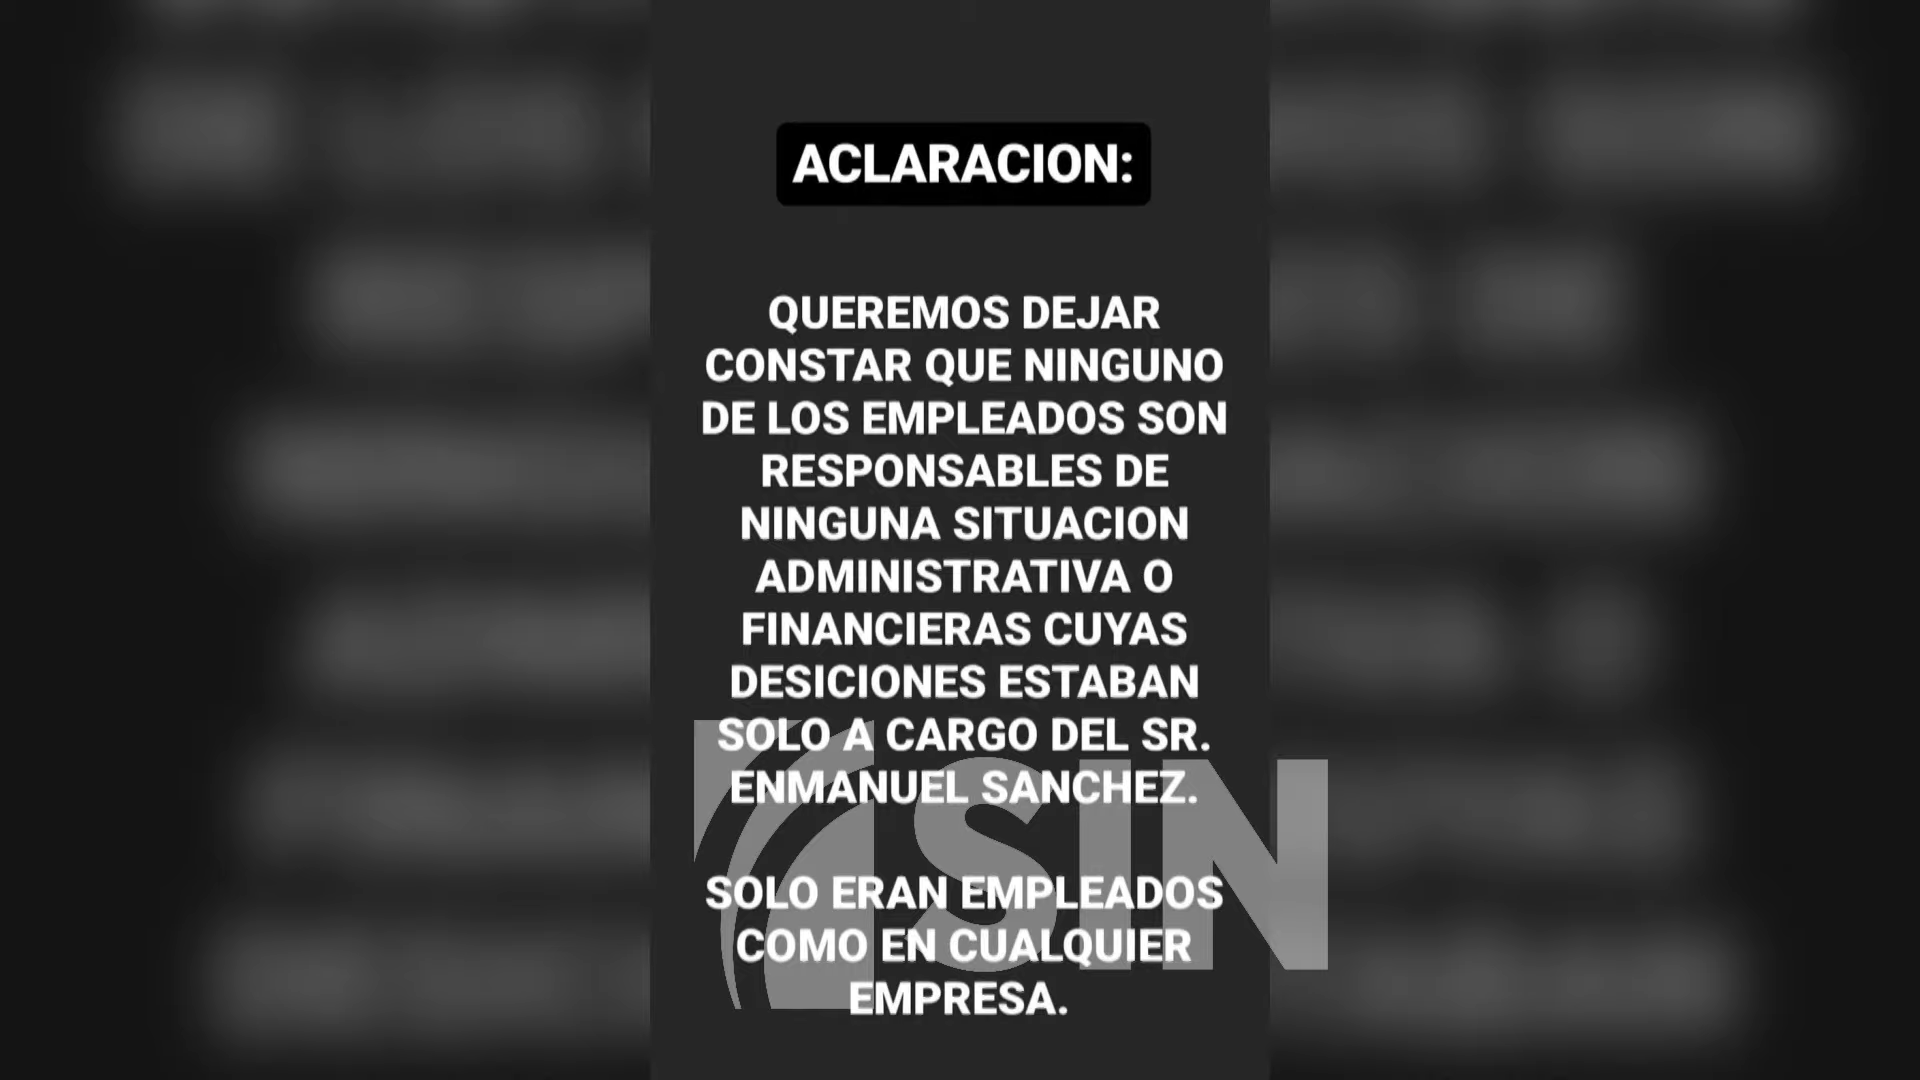 ACLARACION:
QUEREMOS DEJAR
CONSTAR QUE NINGUNO
DE LOS EMPLEADOS SON
RESPONSABLES DE
NINGUNA SITUACION
ADMINISTRATIVA O
FINANCIERAS CUYAS
DESICIONES ESTABAN
SOLO A CARGO DEL SR.
ENMANUEL SANCHEZ.
SOLO ERAN EMPLEADOS
COMO EN CUALQUIER
EMPRESA.
SIN